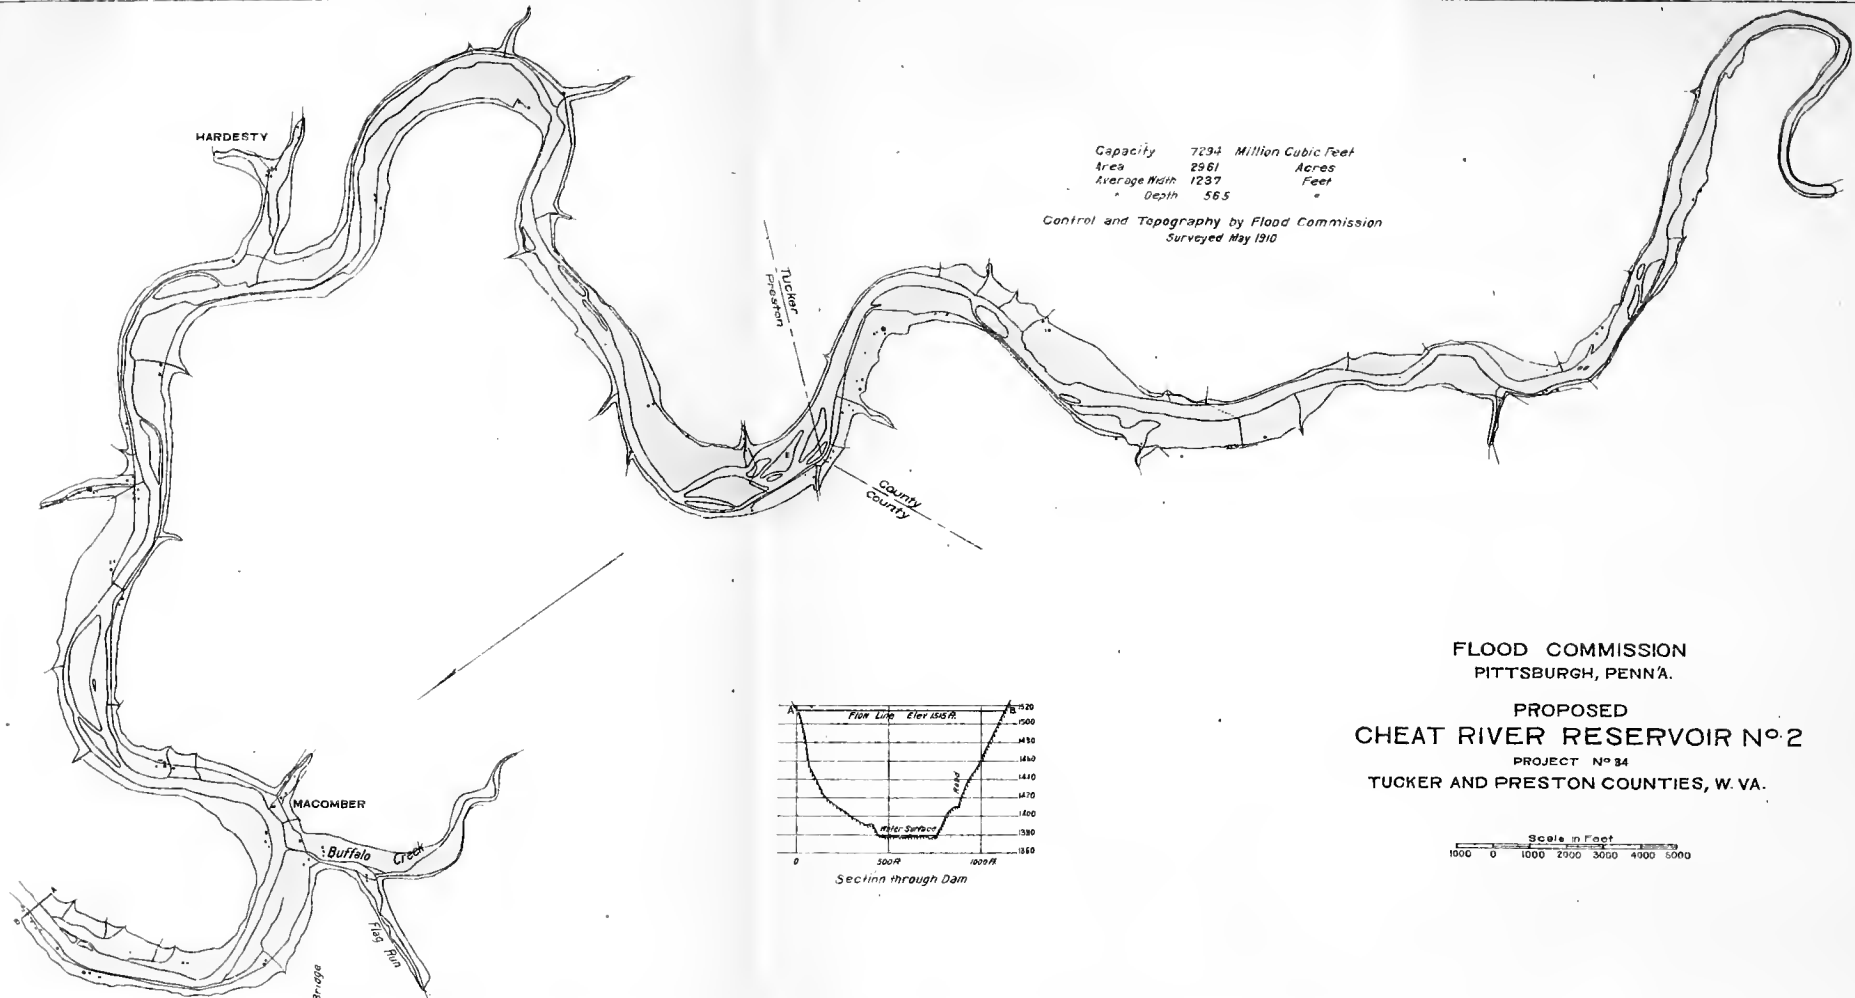 HARDESTY
Capacity 7294 Million Cubic Feet
Area 2961 Acres
Average Width 1237 Feet
" Depth 56.5 "
Control and Topography by Flood Commission
Surveyed May 1910
Tucker
Preston
County
County
MACOMBER
Buffalo Creek
Flag Run
Bridge
A
B
A B
Flow Line Elev 1515 ft.
Road
Water Surface
1520
1500
1480
1460
1440
1420
1400
1380
1360
0 500 ft 1000 ft
Section through Dam
FLOOD COMMISSION
PITTSBURGH, PENN'A.
PROPOSED
CHEAT RIVER RESERVOIR No. 2
PROJECT No 34
TUCKER AND PRESTON COUNTIES, W. VA.
Scale in Feet
1000 0 1000 2000 3000 4000 5000